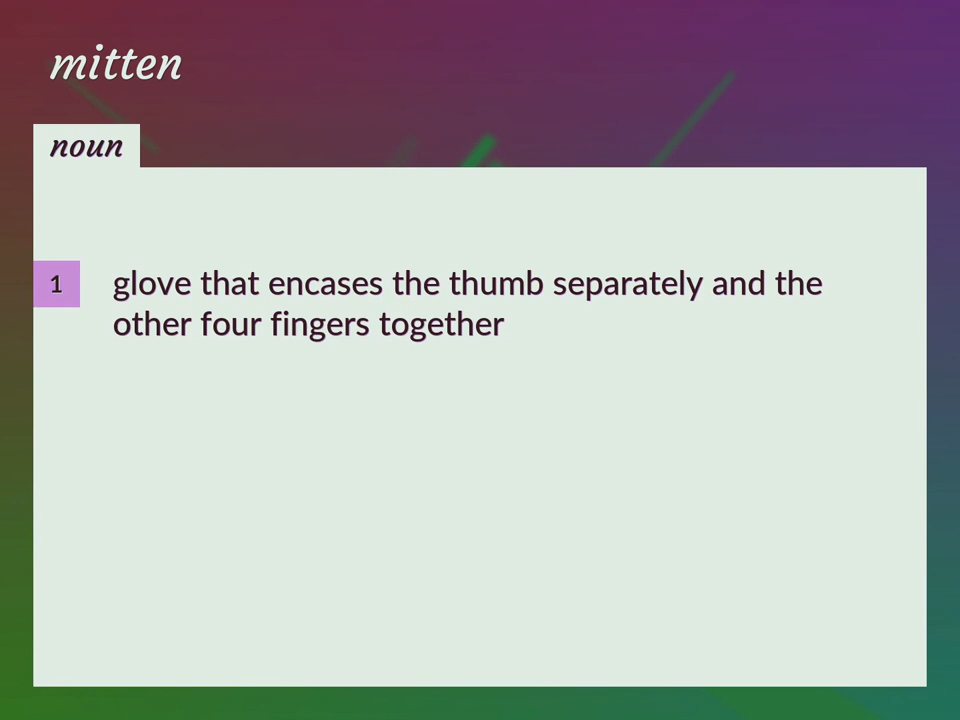 mitten
noun
1
glove that encases the thumb separately and the
other four fingers together